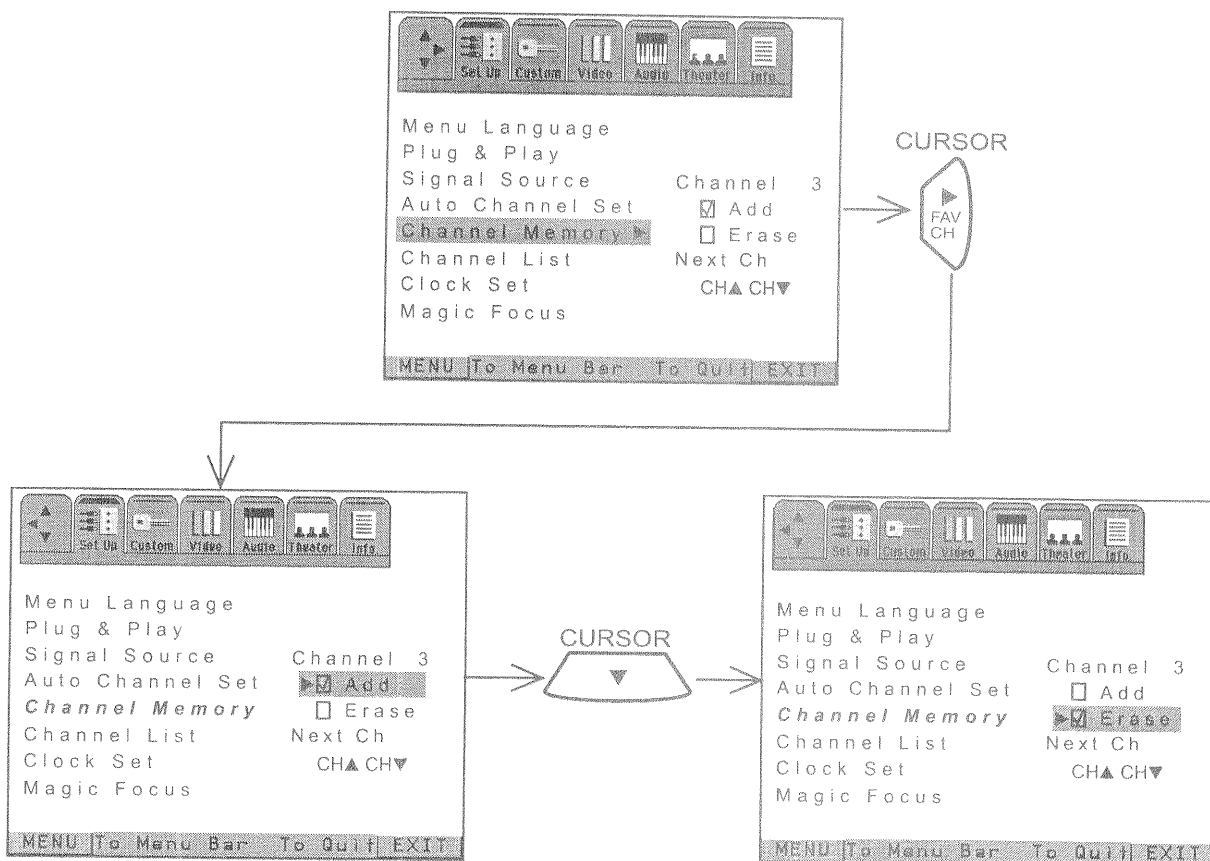 Set Up Custom Video Audio Theater Info
Menu Language
Plug & Play
Signal Source Channel 3
Auto Channel Set Add
Channel Memory Erase
Channel List Next Ch
Clock Set CH▲ CH▼
Magic Focus
MENU To Menu Bar To Quit EXIT
CURSOR
FAV
CH
Set Up Custom Video Audio Theater Info
Menu Language
Plug & Play
Signal Source Channel 3
Auto Channel Set Add
Channel Memory Erase
Channel List Next Ch
Clock Set CH▲ CH▼
Magic Focus
MENU To Menu Bar To Quit EXIT
CURSOR
Set Up Custom Video Audio Theater Info
Menu Language
Plug & Play
Signal Source Channel 3
Auto Channel Set Add
Channel Memory Erase
Channel List Next Ch
Clock Set CH▲ CH▼
Magic Focus
MENU To Menu Bar To Quit EXIT